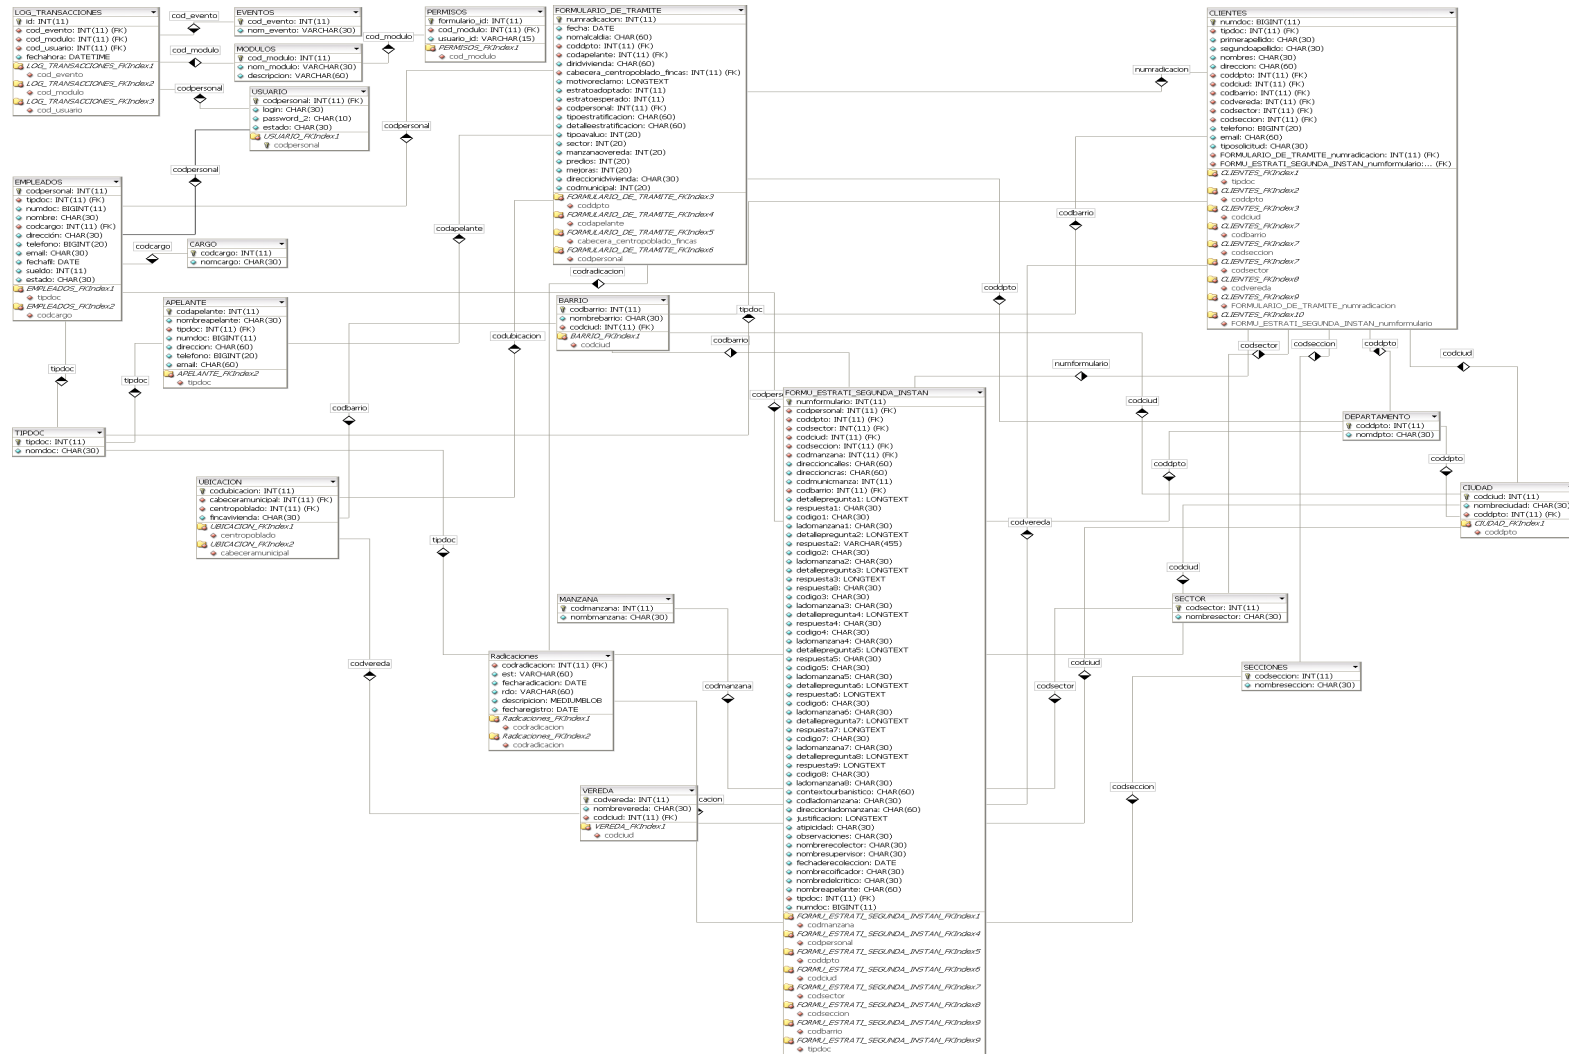 LOG_TRANSACCIONES
id: INT(11)
cod_evento: INT(11) (FK)
cod_modulo: INT(11) (FK)
cod_usuario: INT(11) (FK)
fechahora: DATETIME
LOG_TRANSACCIONES_FKIndex1
cod_evento
LOG_TRANSACCIONES_FKIndex2
cod_modulo
LOG_TRANSACCIONES_FKIndex3
cod_usuario
cod_evento
cod_modulo
codpersonal
codpersonal
EVENTOS
cod_evento: INT(11)
nom_evento: VARCHAR(30)
MODULOS
cod_modulo: INT(11)
nom_modulo: VARCHAR(30)
descripcion: VARCHAR(60)
USUARIO
codpersonal: INT(11) (FK)
login: CHAR(30)
password_2: CHAR(10)
estado: CHAR(30)
USUARIO_FKIndex1
codpersonal
cod_modulo
codpersonal
PERMISOS
formulario_id: INT(11)
cod_modulo: INT(11) (FK)
usuario_id: VARCHAR(15)
PERMISOS_FKIndex1
cod_modulo
FORMULARIO_DE_TRAMITE
numradicacion: INT(11)
fecha: DATE
nomalcaldia: CHAR(60)
coddpto: INT(11) (FK)
codapelante: INT(11) (FK)
diridvivienda: CHAR(60)
cabecera_centropoblado_fincas: INT(11) (FK)
motivoreclamo: LONGTEXT
estratoadoptado: INT(11)
estratoesperado: INT(11)
codpersonal: INT(11) (FK)
tipoestratificacion: CHAR(60)
detalleestratificacion: CHAR(60)
tipoavaluo: INT(20)
sector: INT(20)
manzanaovereda: INT(20)
predios: INT(20)
mejoras: INT(20)
direccionidvivienda: CHAR(30)
codmunicipal: INT(20)
FORMULARIO_DE_TRAMITE_FKIndex3
coddpto
FORMULARIO_DE_TRAMITE_FKIndex4
codapelante
FORMULARIO_DE_TRAMITE_FKIndex5
cabecera_centropoblado_fincas
FORMULARIO_DE_TRAMITE_FKIndex6
codpersonal
numradicacion
CLIENTES
numdoc: BIGINT(11)
tipdoc: INT(11) (FK)
primerapellido: CHAR(30)
segundoapellido: CHAR(30)
nombres: CHAR(30)
direccion: CHAR(60)
coddpto: INT(11) (FK)
codciud: INT(11) (FK)
codbarrio: INT(11) (FK)
codvereda: INT(11) (FK)
codsector: INT(11) (FK)
codseccion: INT(11) (FK)
telefono: BIGINT(20)
email: CHAR(60)
tiposolicitud: CHAR(30)
FORMULARIO_DE_TRAMITE_numradicacion: INT(11) (FK)
FORMU_ESTRATI_SEGUNDA_INSTAN_numformulario:... (FK)
CLIENTES_FKIndex1
tipdoc
CLIENTES_FKIndex2
coddpto
CLIENTES_FKIndex3
codciud
CLIENTES_FKIndex7
codbarrio
CLIENTES_FKIndex7
codseccion
CLIENTES_FKIndex7
codsector
CLIENTES_FKIndex8
codvereda
CLIENTES_FKIndex9
FORMULARIO_DE_TRAMITE_numradicacion
CLIENTES_FKIndex10
FORMU_ESTRATI_SEGUNDA_INSTAN_numformulario
EMPLEADOS
codpersonal: INT(11)
tipdoc: INT(11) (FK)
numdoc: BIGINT(11)
nombre: CHAR(30)
codcargo: INT(11) (FK)
dirección: CHAR(30)
telefono: BIGINT(20)
email: CHAR(60)
fechafil: DATE
sueldo: INT(11)
estado: CHAR(30)
EMPLEADOS_FKIndex1
tipdoc
EMPLEADOS_FKIndex2
codcargo
codcargo
CARGO
codcargo: INT(11)
nomcargo: CHAR(30)
codapelante
codbarrio
codradicacion
coddpto
APELANTE
codapelante: INT(11)
nombreapelante: CHAR(30)
tipdoc: INT(11) (FK)
numdoc: BIGINT(11)
direccion: CHAR(60)
telefono: BIGINT(20)
email: CHAR(60)
APELANTE_FKIndex2
tipdoc
BARRIO
codbarrio: INT(11)
nombrebarrio: CHAR(30)
codciud: INT(11) (FK)
BARRIO_FKIndex1
codciud
tipdoc
codubicacion
codbarrio
codsector
codseccion
coddpto
codciud
numformulario
tipdoc
tipdoc
codbarrio
codpers
codciud
TIPDOC
tipdoc: INT(11)
nomdoc: CHAR(30)
FORMU_ESTRATI_SEGUNDA_INSTAN
numformulario: INT(11)
codpersonal: INT(11) (FK)
coddpto: INT(11) (FK)
codsector: INT(11) (FK)
codciud: INT(11) (FK)
codseccion: INT(11) (FK)
codmanzana: INT(11) (FK)
direccioncalles: CHAR(60)
direccioncras: CHAR(60)
codmunicrnanza: INT(11)
codbarrio: INT(11) (FK)
detallepregunta1: LONGTEXT
respuesta1: CHAR(30)
codigo1: CHAR(30)
ladomanzana1: CHAR(30)
detallepregunta2: LONGTEXT
respuesta2: VARCHAR(455)
codigo2: CHAR(30)
ladomanzana2: CHAR(30)
detallepregunta3: LONGTEXT
respuesta3: LONGTEXT
respuesta8: CHAR(30)
codigo3: CHAR(30)
ladomanzana3: CHAR(30)
detallepregunta4: LONGTEXT
respuesta4: CHAR(30)
codigo4: CHAR(30)
ladomanzana4: CHAR(30)
detallepregunta5: LONGTEXT
respuesta5: CHAR(30)
codigo5: CHAR(30)
ladomanzana5: CHAR(30)
detallepregunta6: LONGTEXT
respuesta6: LONGTEXT
codigo6: CHAR(30)
ladomanzana6: CHAR(30)
detallepregunta7: LONGTEXT
respuesta7: LONGTEXT
codigo7: CHAR(30)
ladomanzana7: CHAR(30)
detallepregunta8: LONGTEXT
respuesta9: LONGTEXT
codigo8: CHAR(30)
ladomanzana8: CHAR(30)
contextourbanistico: CHAR(60)
codladomanzana: CHAR(30)
direccionladomanzana: CHAR(60)
justificacion: LONGTEXT
atipicidad: CHAR(30)
observaciones: CHAR(30)
nombrerecolector: CHAR(30)
nombresupervisor: CHAR(30)
fechaderecoleccion: DATE
nombrecoificador: CHAR(30)
nombredelcritico: CHAR(30)
nombreapelante: CHAR(60)
tipdoc: INT(11) (FK)
numdoc: BIGINT(11)
FORMU_ESTRATI_SEGUNDA_INSTAN_FKIndex1
codmanzana
FORMU_ESTRATI_SEGUNDA_INSTAN_FKIndex4
codpersonal
FORMU_ESTRATI_SEGUNDA_INSTAN_FKIndex5
coddpto
FORMU_ESTRATI_SEGUNDA_INSTAN_FKIndex6
codciud
FORMU_ESTRATI_SEGUNDA_INSTAN_FKIndex7
codsector
FORMU_ESTRATI_SEGUNDA_INSTAN_FKIndex8
codseccion
FORMU_ESTRATI_SEGUNDA_INSTAN_FKIndex9
codbarrio
FORMU_ESTRATI_SEGUNDA_INSTAN_FKIndex9
tipdoc
DEPARTAMENTO
coddpto: INT(11)
nomdpto: CHAR(30)
coddpto
coddpto
CIUDAD
codciud: INT(11)
nombreciudad: CHAR(30)
coddpto: INT(11) (FK)
CIUDAD_FKIndex1
coddpto
UBICACION
codubicacion: INT(11)
cabeceramunicipal: INT(11) (FK)
centropoblado: INT(11) (FK)
fincavivienda: CHAR(30)
UBICACION_FKIndex1
centropoblado
UBICACION_FKIndex2
cabeceramunicipal
tipdoc
codvereda
codciud
MANZANA
codmanzana: INT(11)
nombmanzana: CHAR(30)
SECTOR
codsector: INT(11)
nombresector: CHAR(30)
Radicaciones
codradicacion: INT(11) (FK)
est: VARCHAR(60)
fecharadicacion: DATE
rdo: VARCHAR(60)
descripicion: MEDIUMBLOB
fecharegistro: DATE
Radicaciones_FKIndex1
codradicacion
Radicaciones_FKIndex2
codradicacion
codvereda
codmanzana
codsector
codciud
SECCIONES
codseccion: INT(11)
nombreseccion: CHAR(30)
VEREDA
codvereda: INT(11)
nombrevereda: CHAR(30)
codciud: INT(11) (FK)
VEREDA_FKIndex1
codciud
cacion
codseccion